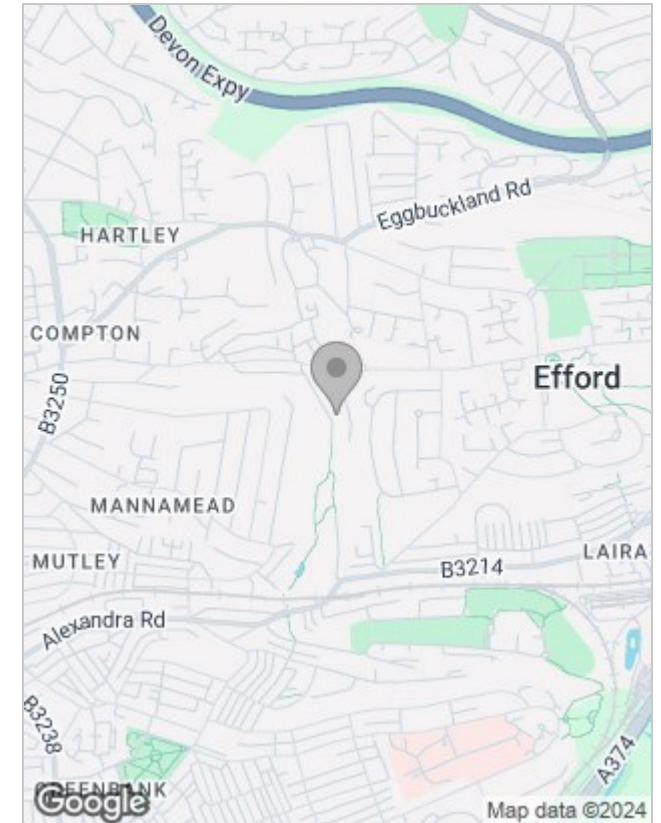 Devon Expy
Eggbuckland Rd
HARTLEY
COMPTON
Efford
B3250
MANNAMEAD
MUTLEY
LAIRA
B3214
Alexandra Rd
B3238
A374
GREENBANK
Google
Map data ©2024